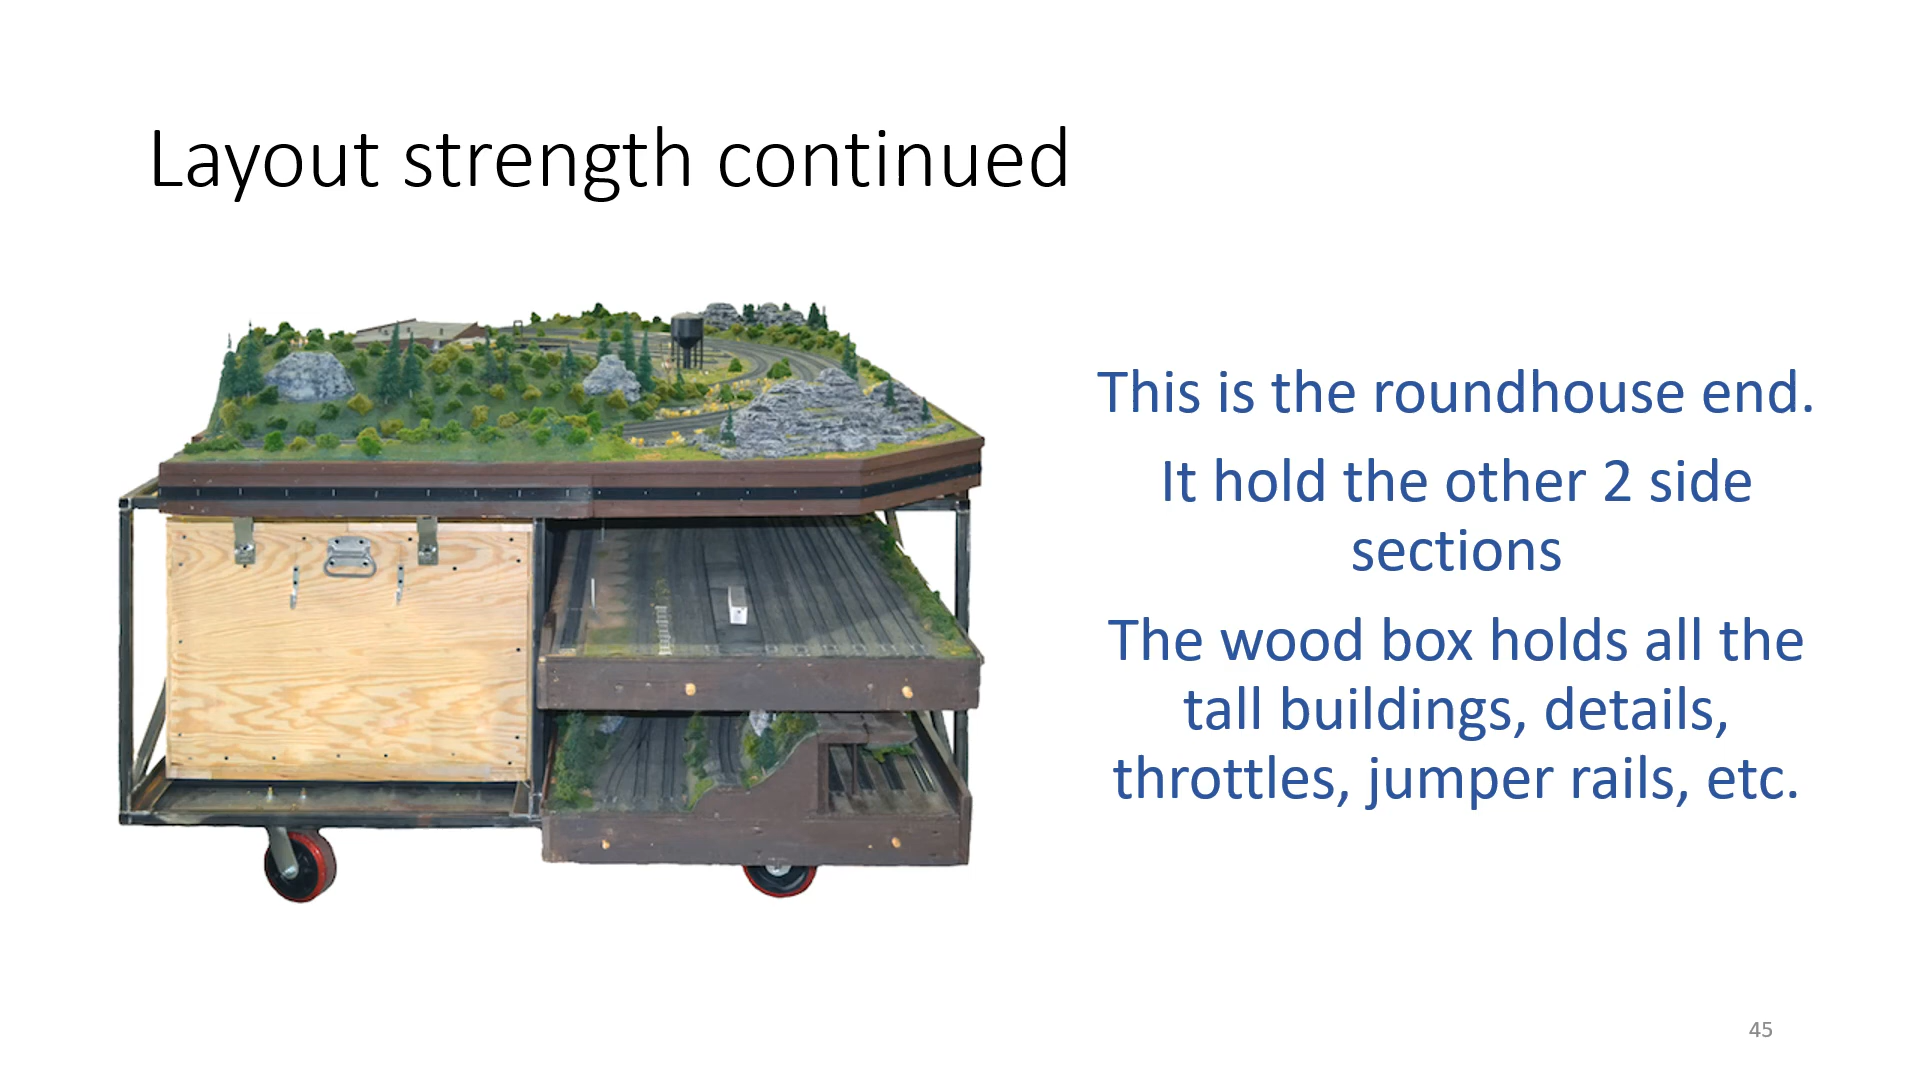 Layout strength continued
This is the roundhouse end.
It hold the other 2 side
sections
The wood box holds all the
tall buildings, details,
throttles, jumper rails, etc.
45